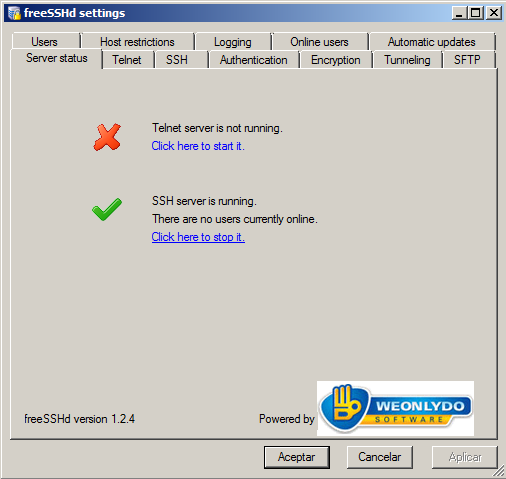 freeSSHd settings
Users Host restrictions Logging Online users Automatic updates
Server status Telnet SSH Authentication Encryption Tunneling SFTP
Telnet server is not running.
Click here to start it.
SSH server is running.
There are no users currently online.
Click here to stop it.
freeSSHd version 1.2.4
Powered by
WEONLYDO
SOFTWARE
Aceptar Cancelar Aplicar